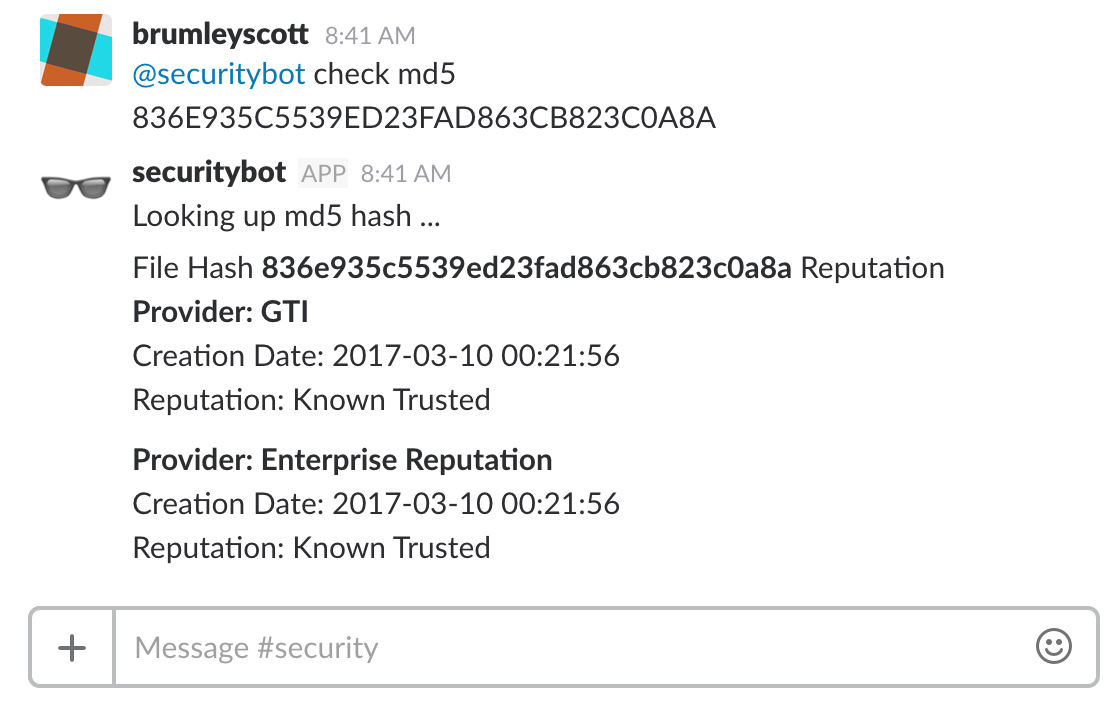 brumleyscott 8:41 AM
@securitybot check md5
836E935C5539ED23FAD863CB823C0A8A
securitybot APP 8:41 AM
Looking up md5 hash ...
File Hash 836e935c5539ed23fad863cb823c0a8a Reputation
Provider: GTI
Creation Date: 2017-03-10 00:21:56
Reputation: Known Trusted
Provider: Enterprise Reputation
Creation Date: 2017-03-10 00:21:56
Reputation: Known Trusted
Message #security